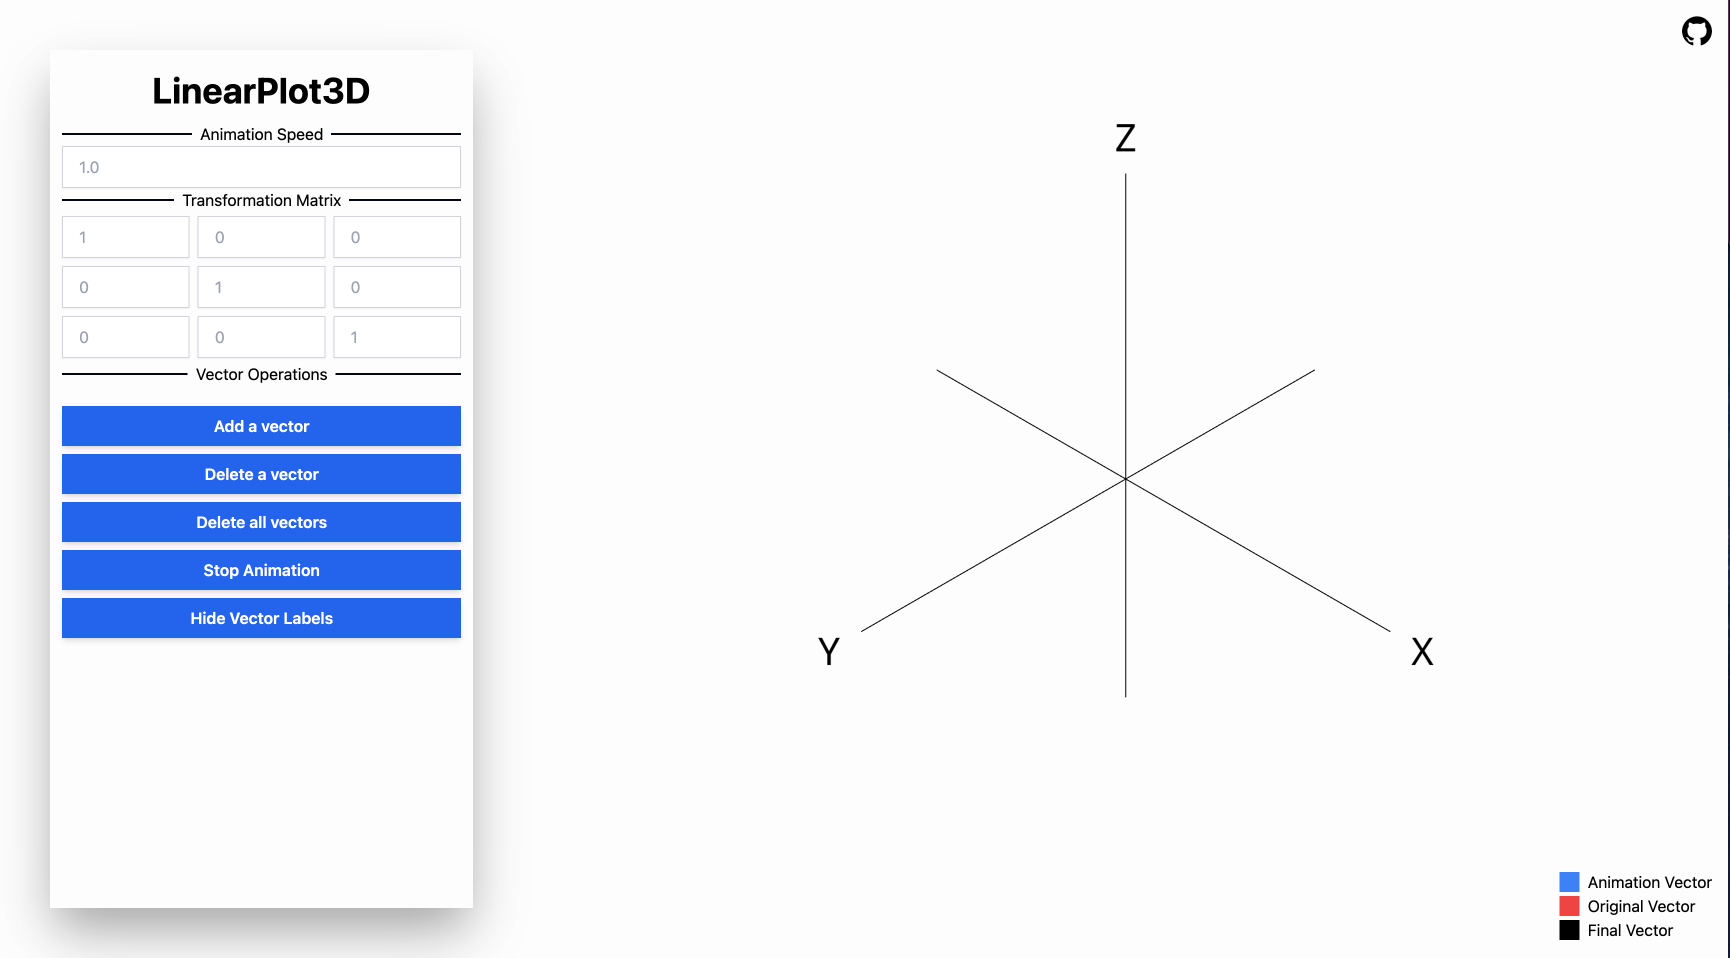 LinearPlot3D
Animation Speed
1.0
Transformation Matrix
1 0 0
0 1 0
0 0 1
Vector Operations
Add a vector
Delete a vector
Delete all vectors
Stop Animation
Hide Vector Labels
Z
Y
X
Animation Vector
Original Vector
Final Vector